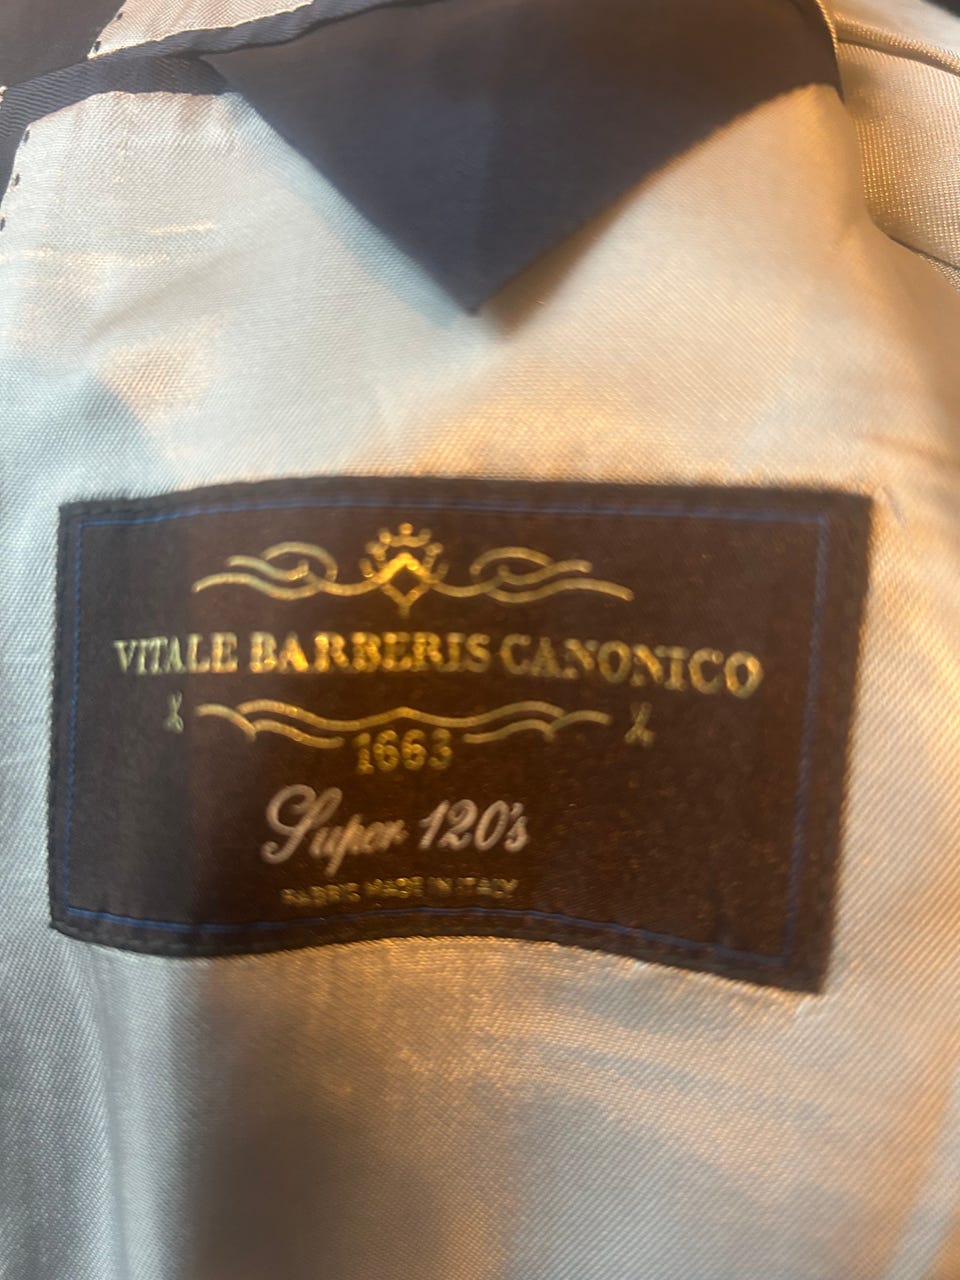 VITALE BARBERIS CANONICO
1663
Super 120's
FABRIC MADE IN ITALY